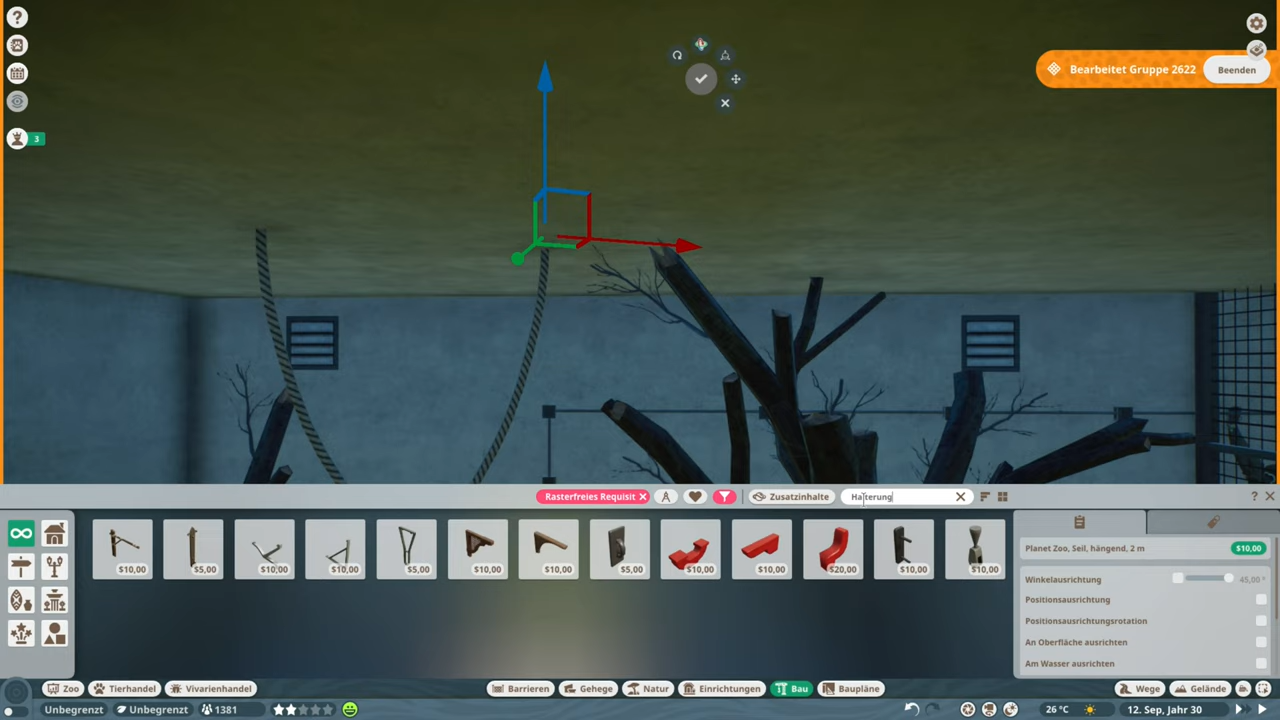 ?
Bearbeitet Gruppe 2622
Beenden
3
Rasterfreies Requisit ×
Zusatzinhalte
Halterung
? ×
$10,00
$5,00
$10,00
$10,00
$5,00
$10,00
$10,00
$5,00
$10,00
$10,00
$20,00
$10,00
$10,00
Planet Zoo, Seil, hängend, 2 m
$10,00
Winkelausrichtung
45,00 °
Positionsausrichtung
Positionsausrichtungsrotation
An Oberfläche ausrichten
Am Wasser ausrichten
Zoo
Tierhandel
Vivarienhandel
Barrieren
Gehege
Natur
Einrichtungen
Bau
Baupläne
Wege
Gelände
Unbegrenzt
Unbegrenzt
1381
26 °C
12. Sep, Jahr 30